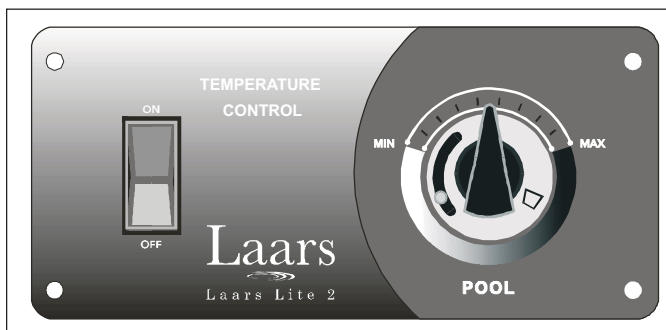 TEMPERATURE
CONTROL
ON
OFF
Laars
Laars Lite 2
MIN
MAX
POOL